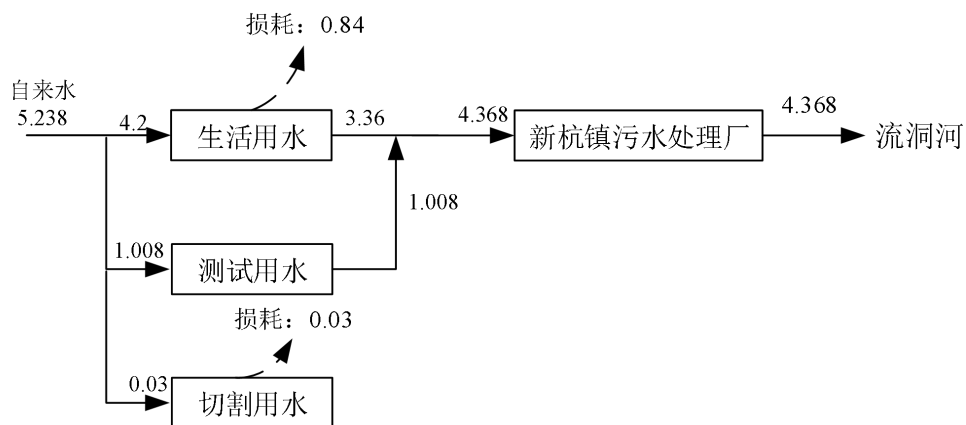 损耗：0.84
自来水
5.238
4.2
生活用水
3.36
4.368
新杭镇污水处理厂
4.368
流洞河
1.008
1.008
测试用水
损耗：0.03
0.03
切割用水